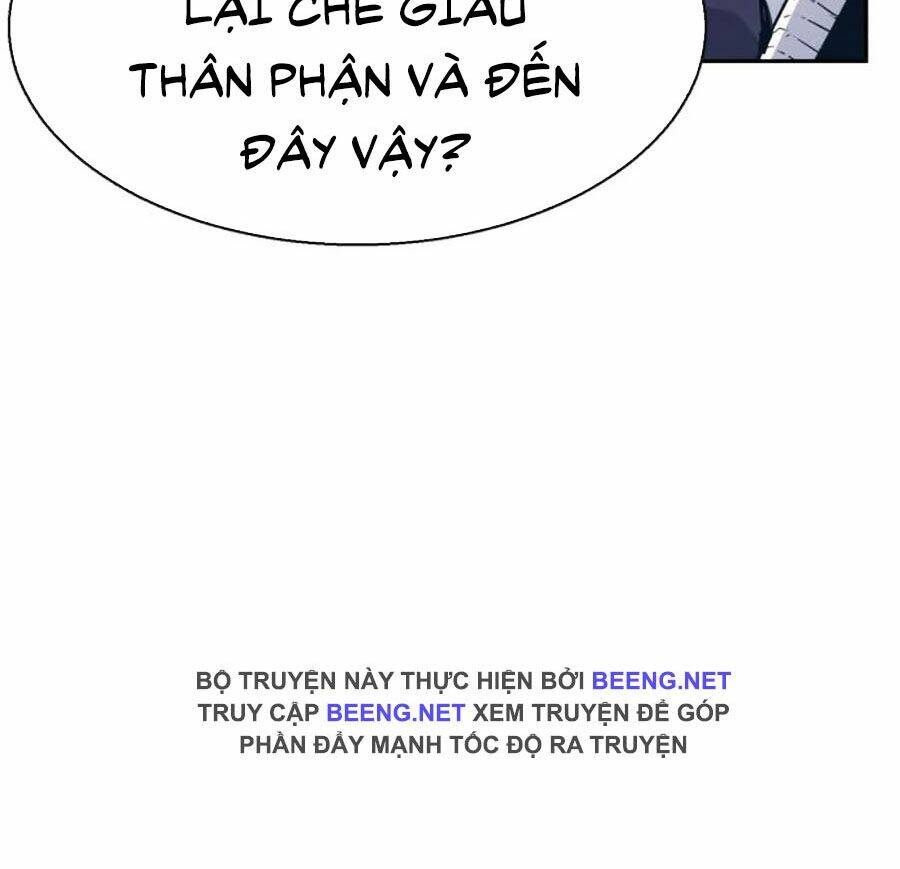 LẠI CHE GIẤU
THÂN PHẬN VÀ ĐẾN
ĐÂY VẬY?
BỘ TRUYỆN NÀY THỰC HIỆN BỞI BEENG.NET
TRUY CẬP BEENG.NET XEM TRUYỆN ĐỂ GÓP
PHẦN ĐẨY MẠNH TỐC ĐỘ RA TRUYỆN